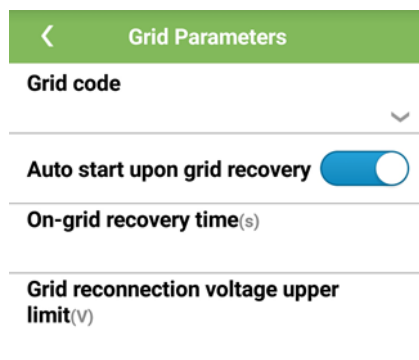 Grid Parameters
Grid code
Auto start upon grid recovery
On-grid recovery time(s)
Grid reconnection voltage upper
limit(V)